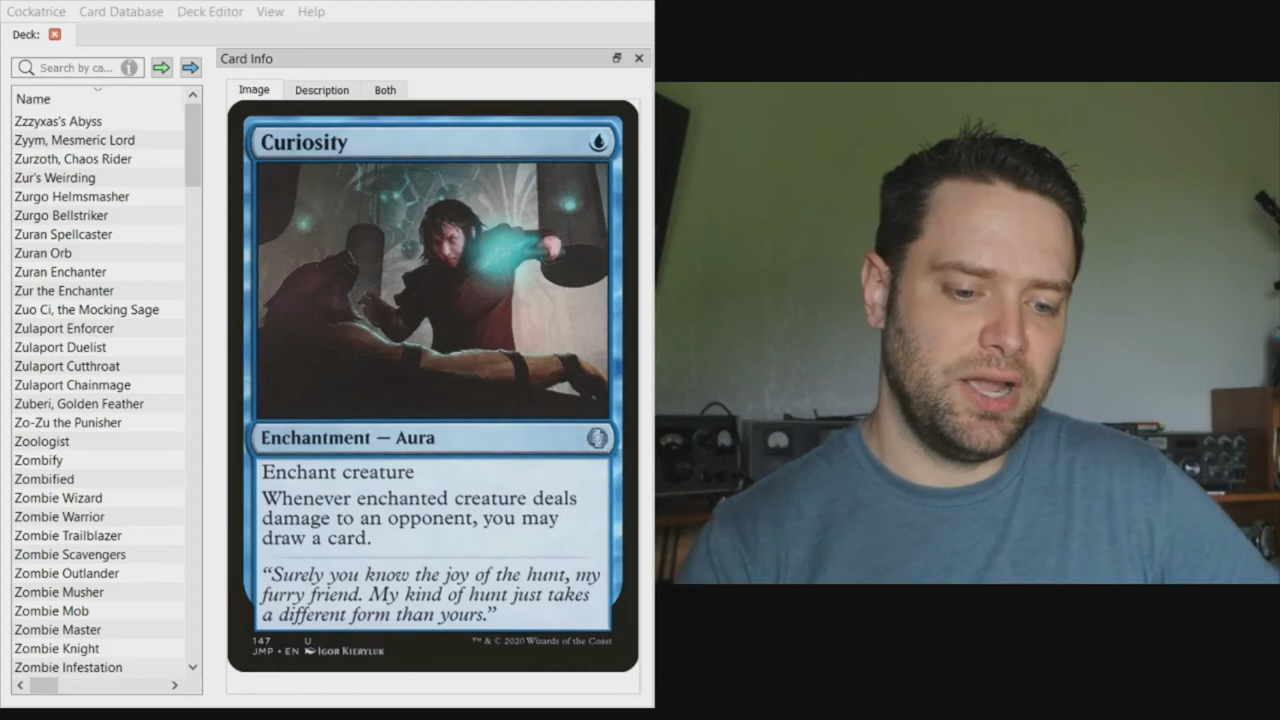 Cockatrice Card Database Deck Editor View Help
Deck:
Search by ca...
Card Info
Image Description Both
Name
Zzzyxas's Abyss
Zyym, Mesmeric Lord
Zurzoth, Chaos Rider
Zur's Weirding
Zurgo Helmsmasher
Zurgo Bellstriker
Zuran Spellcaster
Zuran Orb
Zuran Enchanter
Zur the Enchanter
Zuo Ci, the Mocking Sage
Zulaport Enforcer
Zulaport Duelist
Zulaport Cutthroat
Zulaport Chainmage
Zuberi, Golden Feather
Zo-Zu the Punisher
Zoologist
Zombify
Zombified
Zombie Wizard
Zombie Warrior
Zombie Trailblazer
Zombie Scavengers
Zombie Outlander
Zombie Musher
Zombie Mob
Zombie Master
Zombie Knight
Zombie Infestation
Curiosity
Enchantment — Aura
Enchant creature
Whenever enchanted creature deals
damage to an opponent, you may
draw a card.
“Surely you know the joy of the hunt, my
furry friend. My kind of hunt just takes
a different form than yours.”
147 U
JMP • EN Igor Kieryluk
™ & © 2020 Wizards of the Coast